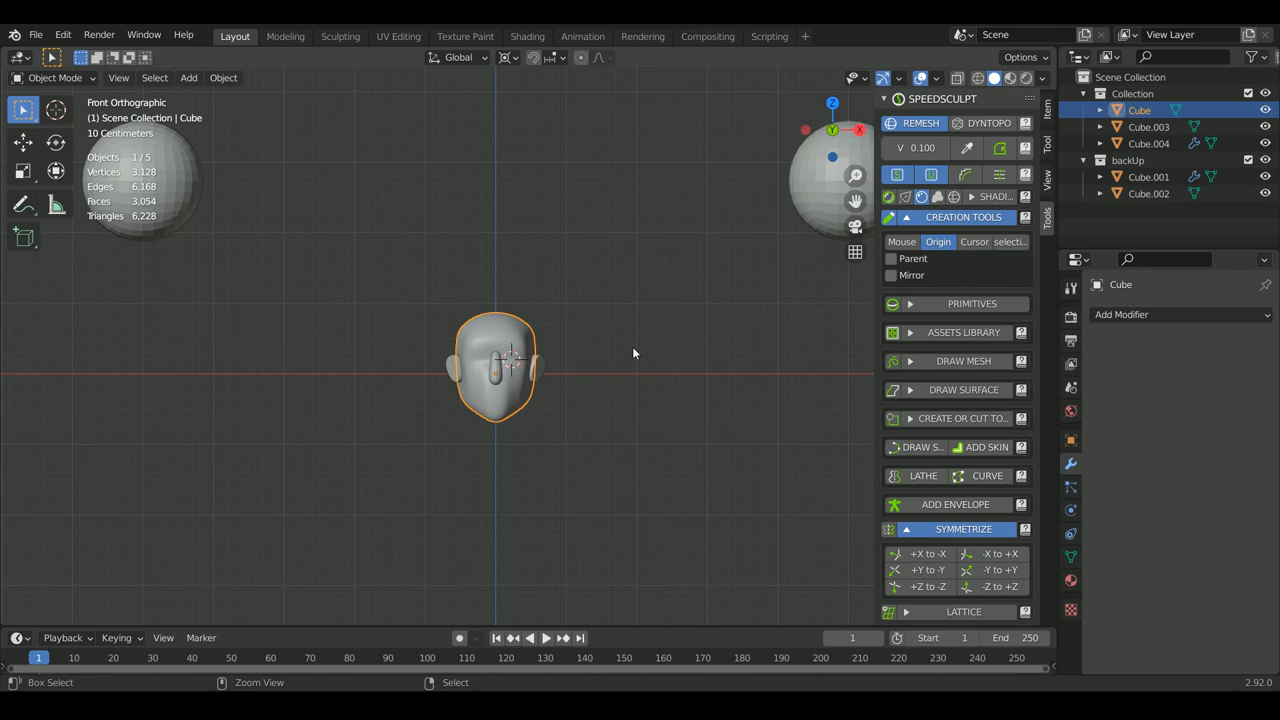 File Edit Render Window Help
Layout Modeling Sculpting UV Editing Texture Paint Shading Animation Rendering Compositing Scripting +
Scene
View Layer
Global
Options
Object Mode View Select Add Object
Front Orthographic
(1) Scene Collection | Cube
10 Centimeters
Objects 1 / 5
Vertices 3,128
Edges 6,168
Faces 3,054
Triangles 6,228
Z
Y
X
SPEEDSCULPT
REMESH DYNTOPO
V 0.100
SHADI...
CREATION TOOLS
Mouse Origin Cursor selecti...
Parent
Mirror
PRIMITIVES
ASSETS LIBRARY
DRAW MESH
DRAW SURFACE
CREATE OR CUT TO...
DRAW S... ADD SKIN
LATHE CURVE
ADD ENVELOPE
SYMMETRIZE
+X to -X -X to +X
+Y to -Y -Y to +Y
+Z to -Z -Z to +Z
LATTICE
Item
Tool
View
Tools
Scene Collection
Collection
Cube
Cube.003
Cube.004
backUp
Cube.001
Cube.002
Cube
Add Modifier
Playback Keying View Marker
1 Start 1 End 250
1 10 20 30 40 50 60 70 80 90 100 110 120 130 140 150 160 170 180 190 200 210 220 230 240 250
Box Select Zoom View Select 2.92.0